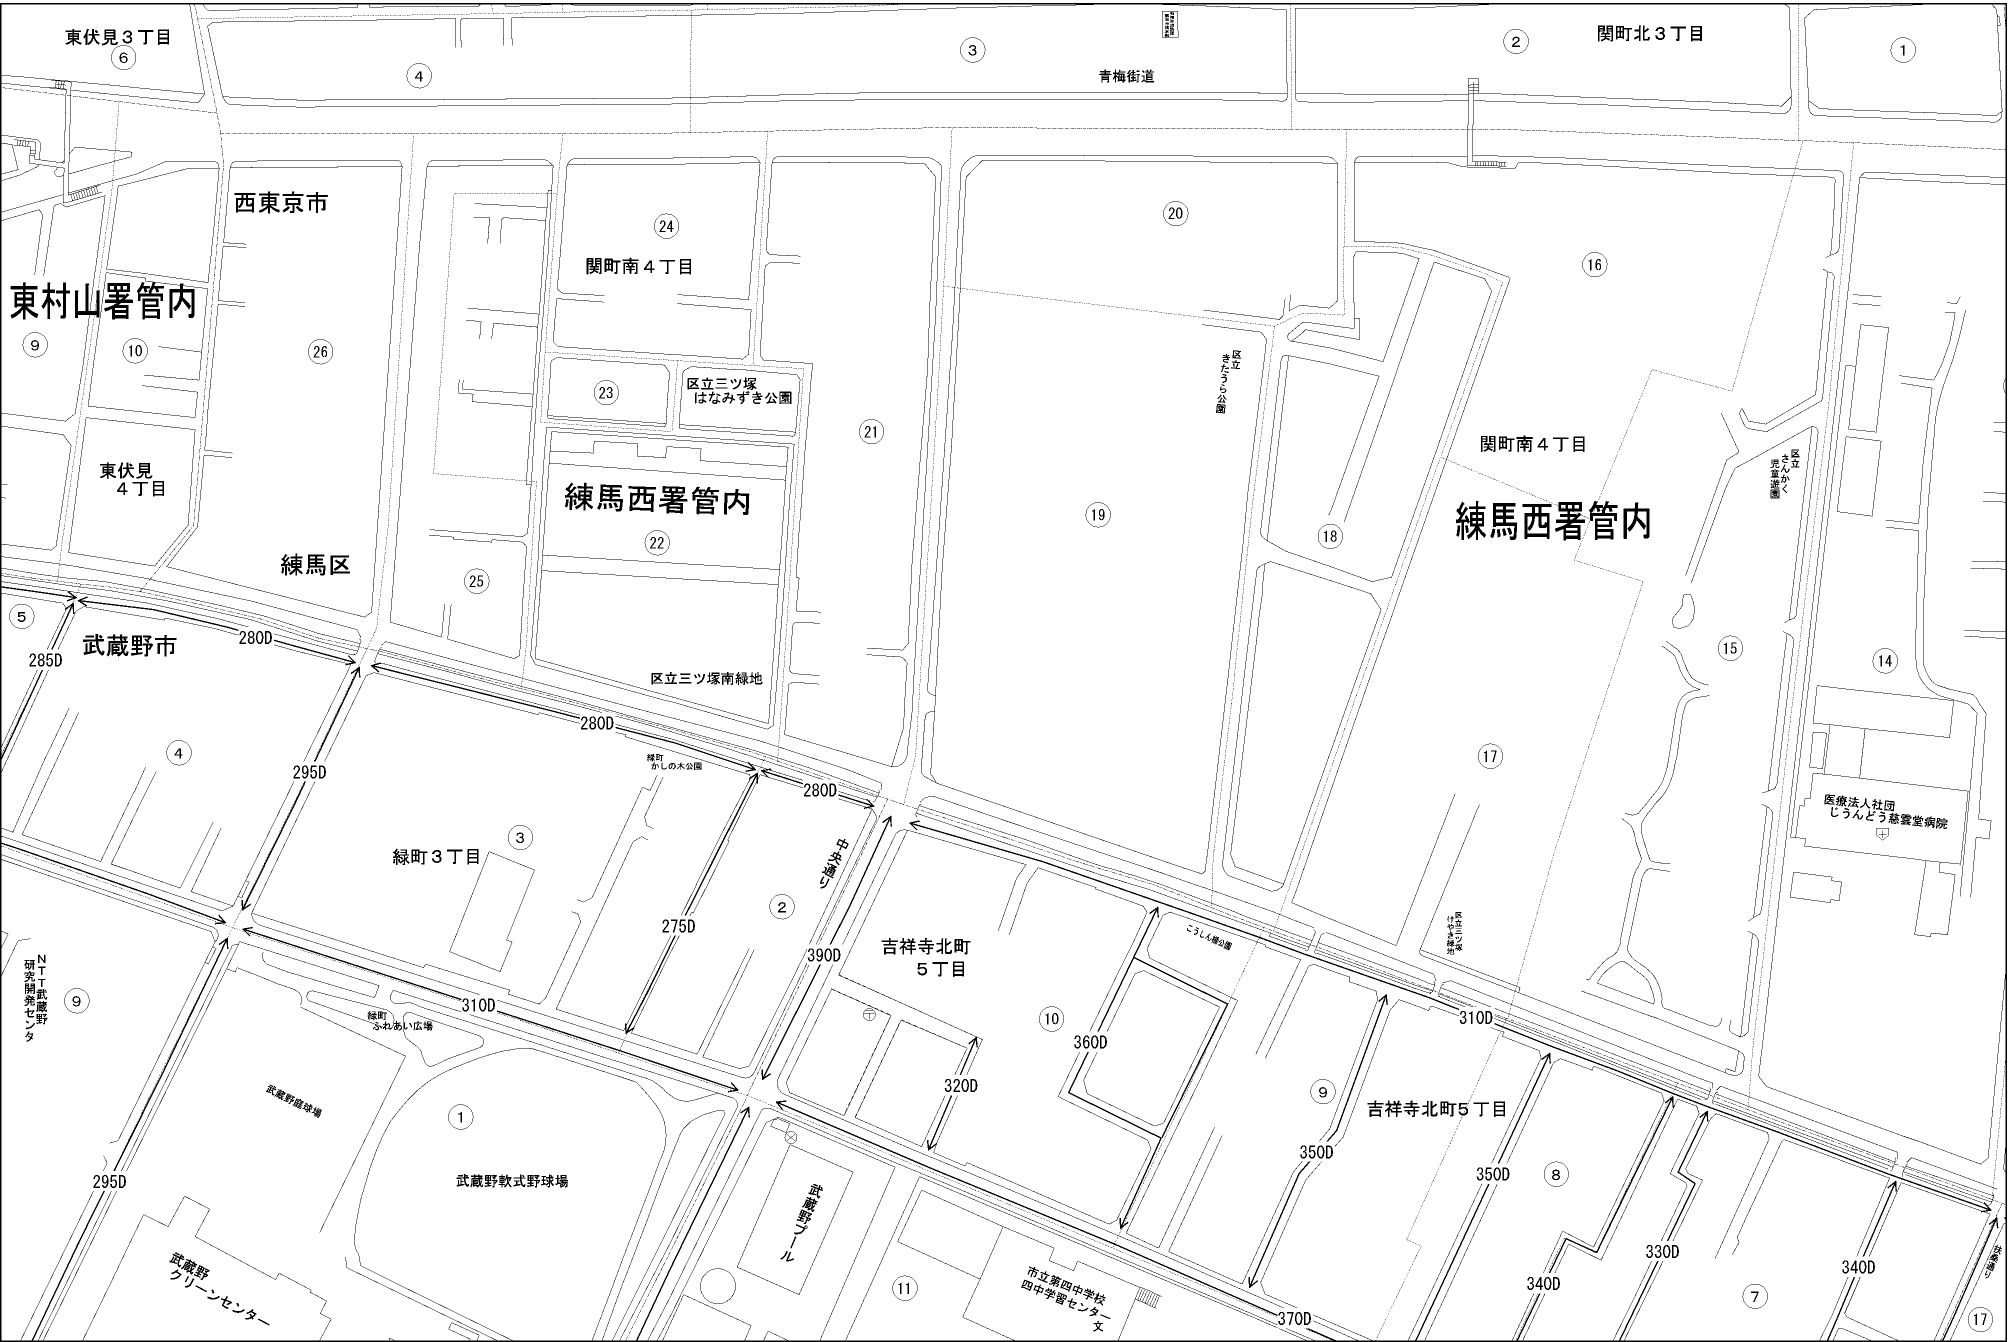 東伏見３丁目
6
4
3
青梅街道
2
関町北３丁目
1
西東京市
24
20
16
関町南４丁目
東村山署管内
9
10
26
23
区立三ツ塚
はなみずき公園
区立
きたうら公園
21
関町南４丁目
東伏見
４丁目
練馬西署管内
19
区立
さんかく
児童遊園
練馬西署管内
22
18
練馬区
25
5
武蔵野市
280D
285D
15
14
区立三ツ塚南緑地
280D
4
295D
緑町
かしの木公園
280D
17
医療法人社団
じうんどう慈雲堂病院
3
緑町３丁目
中央通り
2
275D
390D
吉祥寺北町
５丁目
こうしん橋公園
区立三ツ塚
けやき緑地
NTT武蔵野
研究開発センタ
9
310D
緑町
ふれあい広場
10
360D
310D
320D
武蔵野庭球場
1
9
吉祥寺北町５丁目
350D
350D
8
295D
武蔵野軟式野球場
武蔵野プール
武蔵野
クリーンセンター
11
市立第四中学校
四中学習センター
文
370D
340D
330D
340D
7
扶桑通り
17